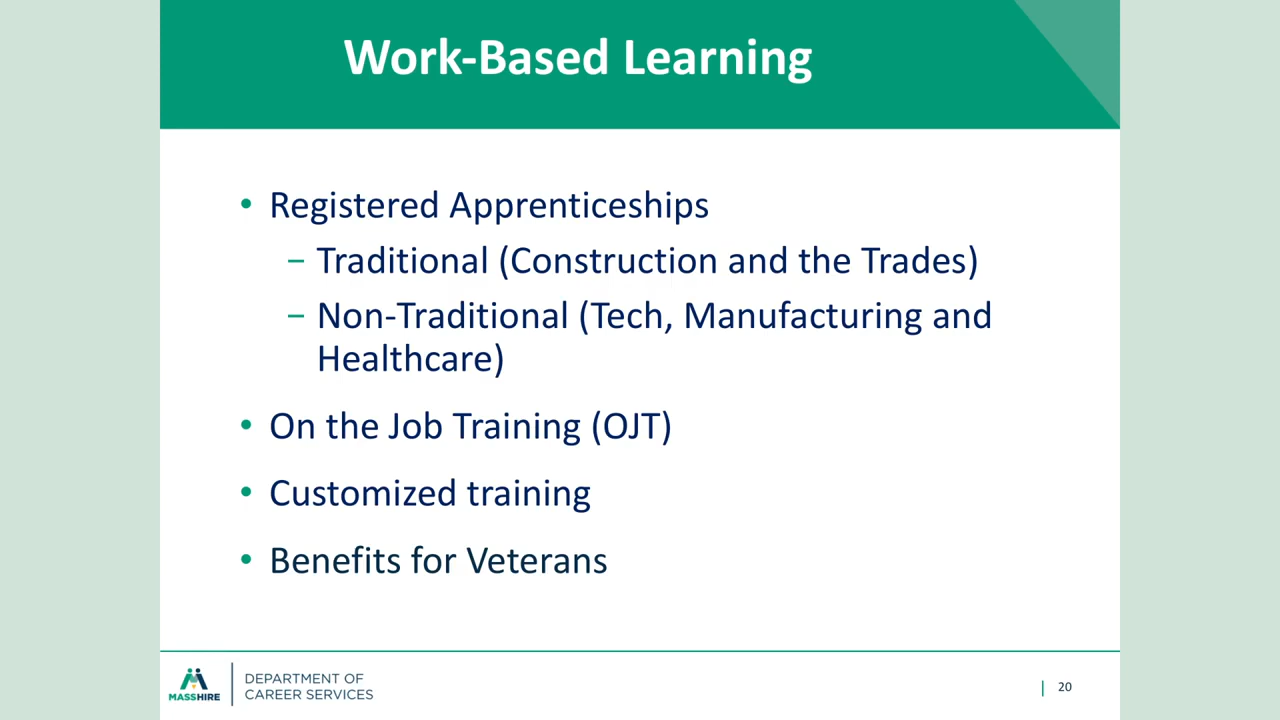 Work-Based Learning
• Registered Apprenticeships
− Traditional (Construction and the Trades)
− Non-Traditional (Tech, Manufacturing and
Healthcare)
• On the Job Training (OJT)
• Customized training
• Benefits for Veterans
MASSHIRE
DEPARTMENT OF
CAREER SERVICES
| 20